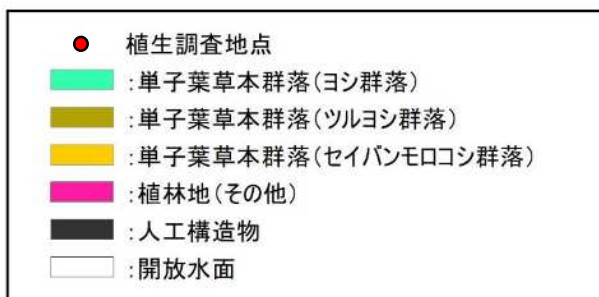 植生調査地点
:単子葉草本群落(ヨシ群落)
:単子葉草本群落(ツルヨシ群落)
:単子葉草本群落(セイバンモロコシ群落)
:植林地(その他)
:人工構造物
:開放水面